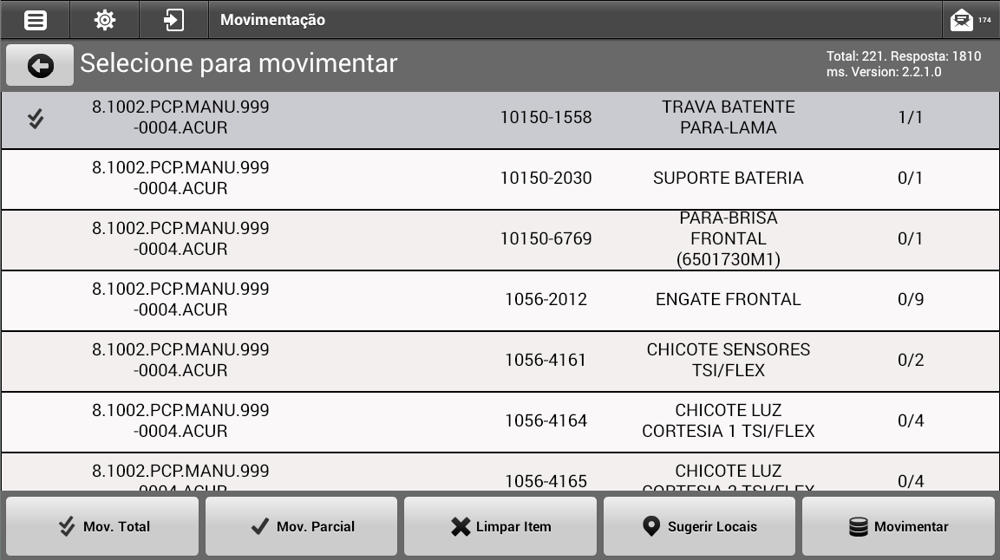 Movimentação
174
Selecione para movimentar
Total: 221. Resposta: 1810
ms. Version: 2.2.1.0
8.1002.PCP.MANU.999
-0004.ACUR
10150-1558
TRAVA BATENTE
PARA-LAMA
1/1
8.1002.PCP.MANU.999
-0004.ACUR
10150-2030
SUPORTE BATERIA
0/1
8.1002.PCP.MANU.999
-0004.ACUR
10150-6769
PARA-BRISA
FRONTAL
(6501730M1)
0/1
8.1002.PCP.MANU.999
-0004.ACUR
1056-2012
ENGATE FRONTAL
0/9
8.1002.PCP.MANU.999
-0004.ACUR
1056-4161
CHICOTE SENSORES
TSI/FLEX
0/2
8.1002.PCP.MANU.999
-0004.ACUR
1056-4164
CHICOTE LUZ
CORTESIA 1 TSI/FLEX
0/4
8.1002.PCP.MANU.999
-0004.ACUR
1056-4165
CHICOTE LUZ
CORTESIA 2 TSI/FLEX
0/4
Mov. Total
Mov. Parcial
Limpar Item
Sugerir Locais
Movimentar